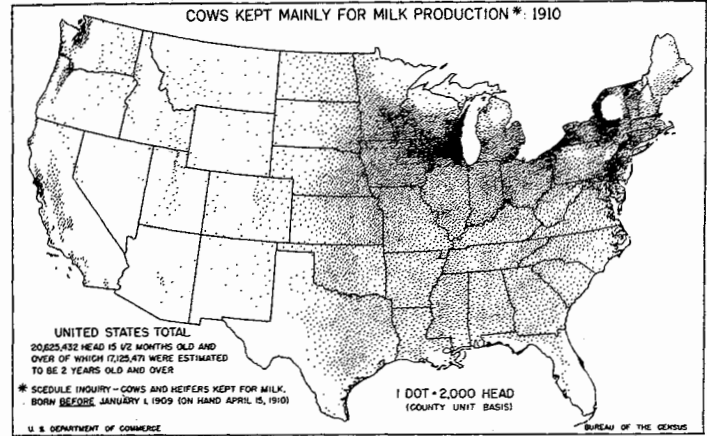 COWS KEPT MAINLY FOR MILK PRODUCTION*: 1910
UNITED STATES TOTAL
20,625,432 HEAD 15 1/2 MONTHS OLD AND
OVER OF WHICH 17,125,471 WERE ESTIMATED
TO BE 2 YEARS OLD AND OVER
* SCEDULE INQUIRY - COWS AND HEIFERS KEPT FOR MILK,
BORN BEFORE JANUARY 1, 1909 (ON HAND APRIL 15, 1910)
1 DOT = 2,000 HEAD
(COUNTY UNIT BASIS)
U. S. DEPARTMENT OF COMMERCE
BUREAU OF THE CENSUS